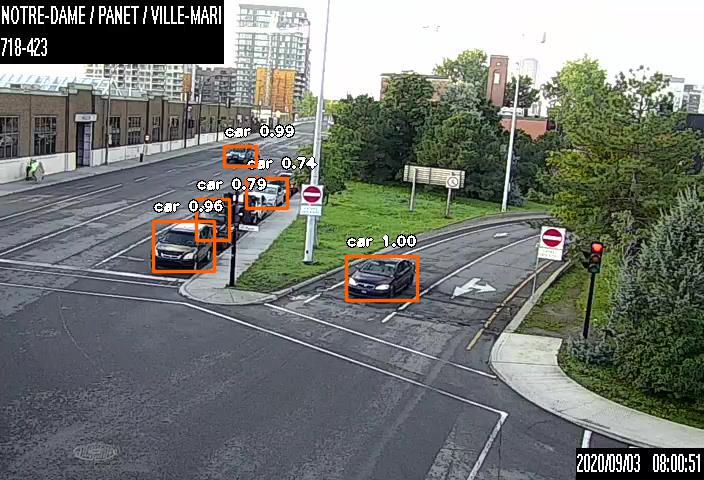 NOTRE-DAME / PANET / VILLE-MARI
718-423
car 0.99
car 0.74
car 0.79
car 0.96
car 1.00
2020/09/03 08:00:51